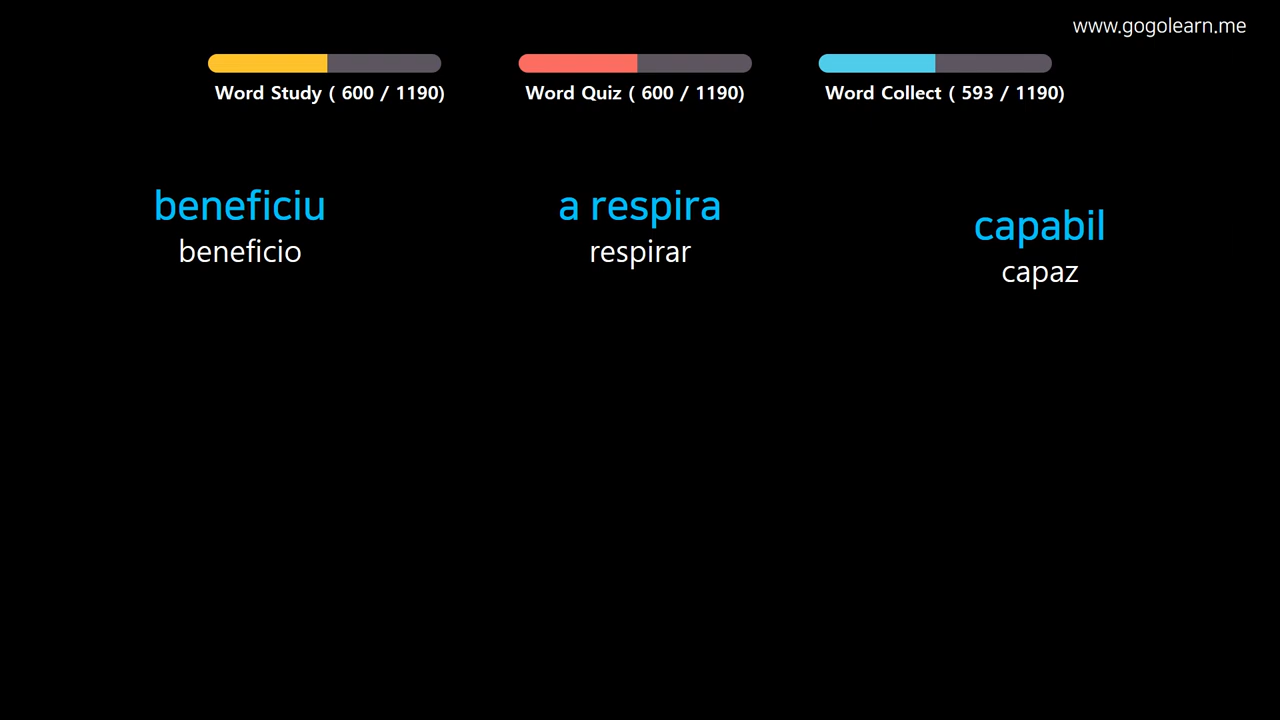 www.gogolearn.me
Word Study ( 600 / 1190)
Word Quiz ( 600 / 1190)
Word Collect ( 593 / 1190)
beneficiu
beneficio
a respira
respirar
capabil
capaz